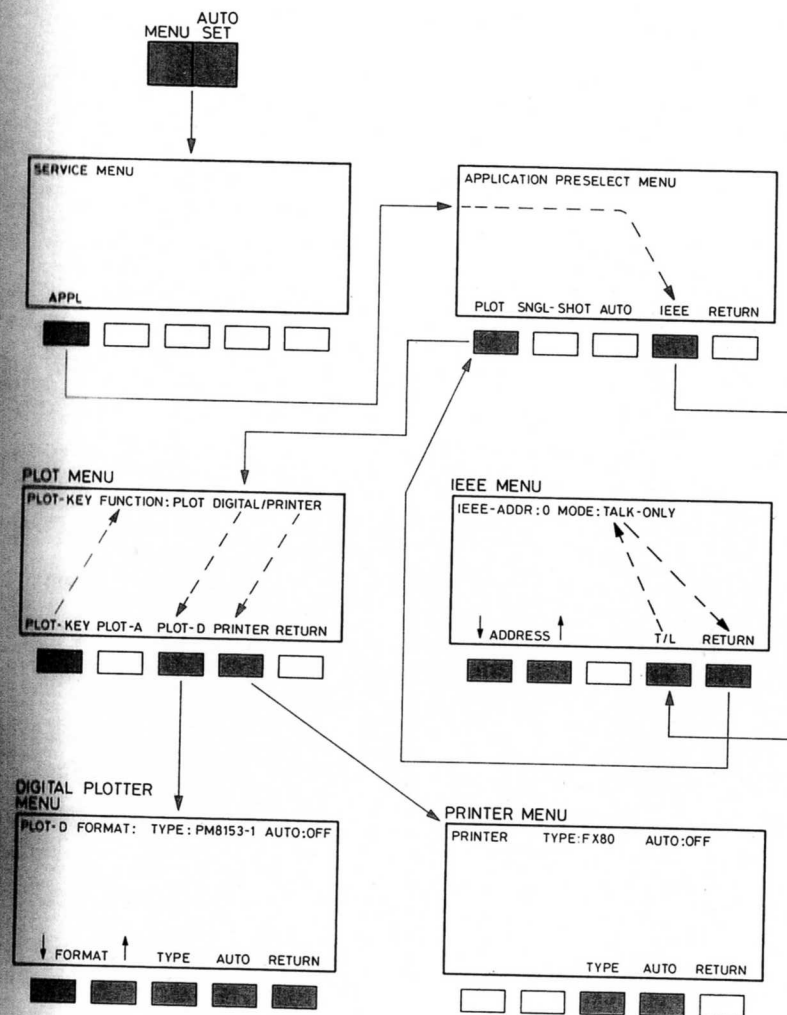 AUTO
MENU SET
SERVICE MENU
APPL
APPLICATION PRESELECT MENU
PLOT SNGL-SHOT AUTO IEEE RETURN
PLOT MENU
PLOT-KEY FUNCTION: PLOT DIGITAL/PRINTER
PLOT-KEY PLOT-A PLOT-D PRINTER RETURN
IEEE MENU
IEEE-ADDR:0 MODE:TALK-ONLY
↓ ADDRESS ↑ T/L RETURN
DIGITAL PLOTTER
MENU
PLOT-D FORMAT: TYPE: PM8153-1 AUTO:OFF
↓ FORMAT ↑ TYPE AUTO RETURN
PRINTER MENU
PRINTER TYPE:FX80 AUTO:OFF
TYPE AUTO RETURN